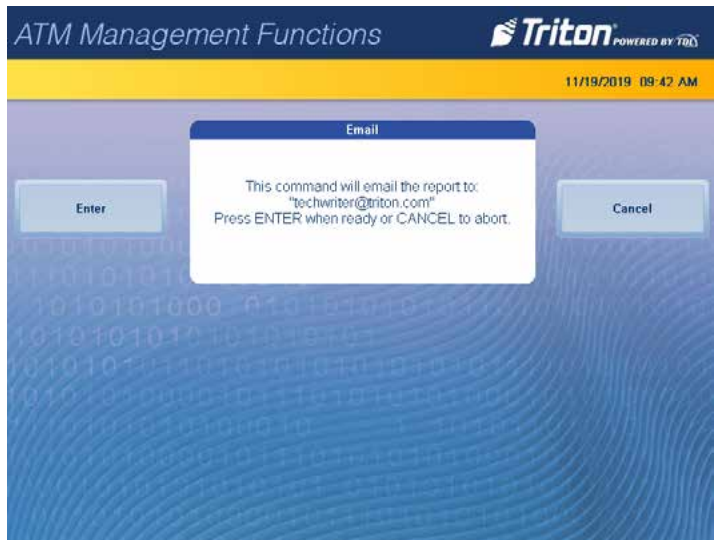 ATM Management Functions
Triton POWERED BY TDL
11/19/2019 09:42 AM
Email
This command will email the report to:
"techwriter@triton.com"
Press ENTER when ready or CANCEL to abort.
Enter
Cancel